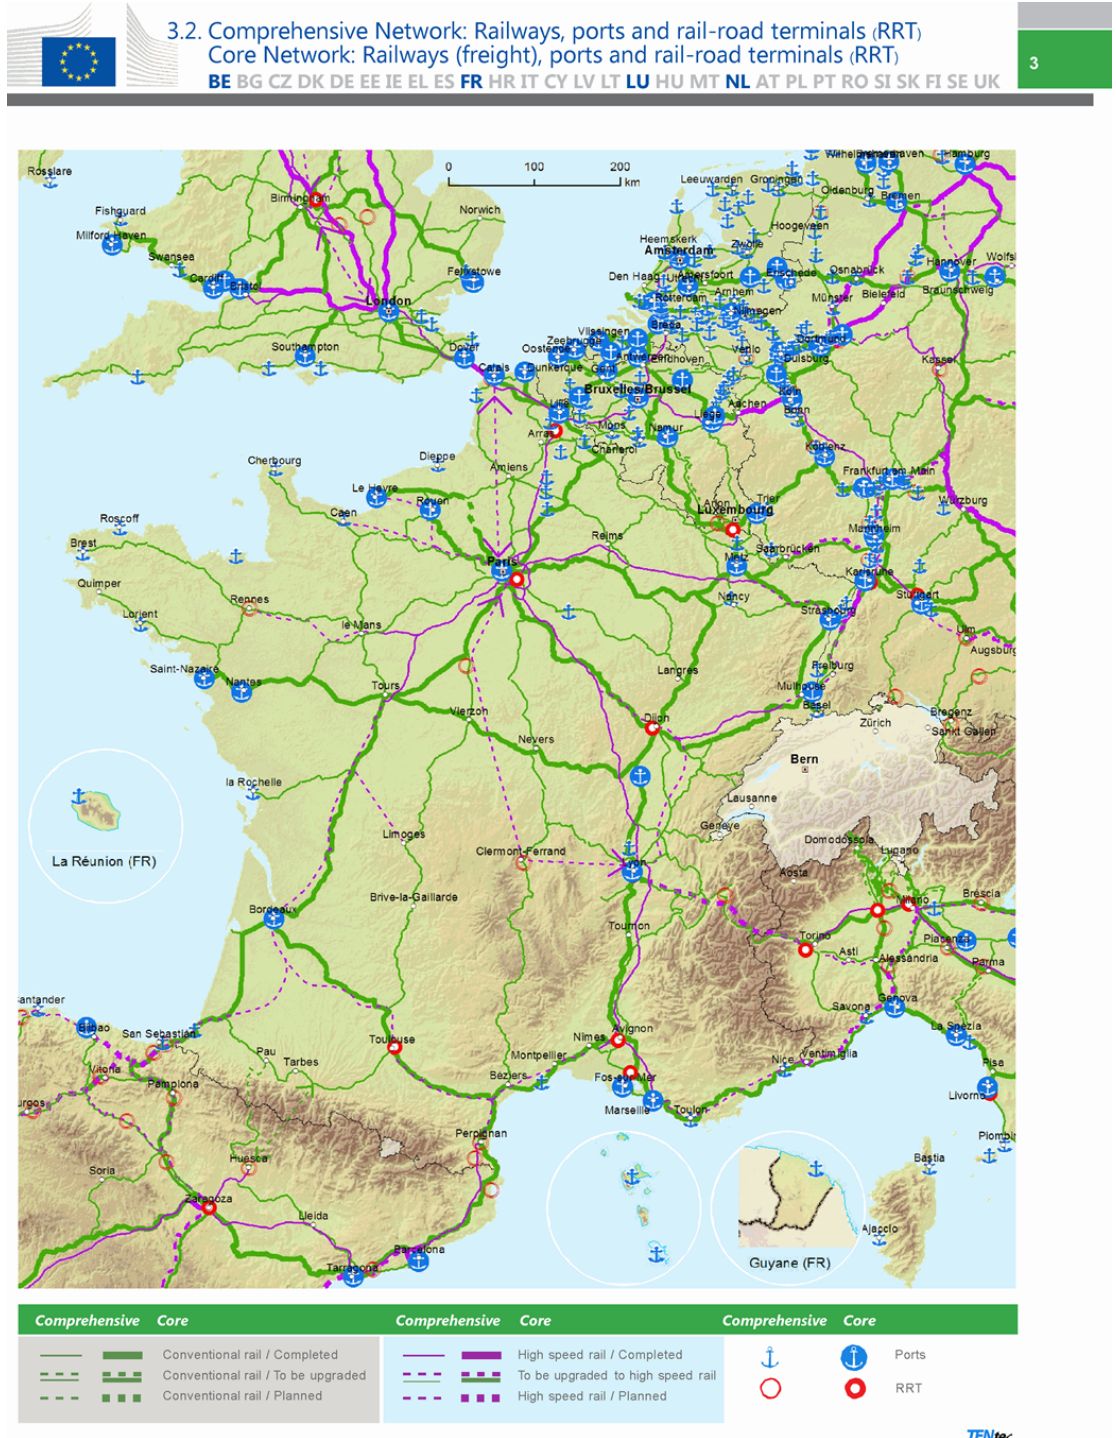 3.2. Comprehensive Network: Railways, ports and rail-road terminals (RRT)
Core Network: Railways (freight), ports and rail-road terminals (RRT)
BE BG CZ DK DE EE IE EL ES FR HR IT CY LV LT LU HU MT NL AT PL PT RO SI SK FI SE UK
3
0 100 200
km
Rosslare
Birmingham
Fishguard
Norwich
Milford Haven
Swansea
Cardiff
Bristol
Felixstowe
London
Southampton
Dover
Calais
Leeuwarden
Groningen
Oldenburg
Bremen
Hamburg
Hoogeveen
Heemskerk
Zwolle
Amsterdam
Hannover
Den Haag
Utrecht
Amersfoort
Enschede
Osnabrück
Braunschweig
Rotterdam
Arnhem
Münster
Bielefeld
Nijmegen
Breda
Vlissingen
Zeebrugge
Oostende
Antwerpen
Eindhoven
Venlo
Dortmund
Duisburg
Kassel
Dunkerque
Gent
Bruxelles/Brussel
Köln
Aachen
Bonn
Lille
Liège
Arras
Mons
Namur
Charleroi
Koblenz
Frankfurt am Main
Cherbourg
Dieppe
Amiens
Le Havre
Rouen
Caen
Arlon
Trier
Luxembourg
Würzburg
Roscoff
Brest
Reims
Mannheim
Saarbrücken
Metz
Paris
Karlsruhe
Quimper
Rennes
Nancy
Stuttgart
Lorient
le Mans
Strasbourg
Ulm
Augsburg
Saint-Nazaire
Nantes
Langres
Freiburg
Tours
Mulhouse
Basel
Vierzon
Dijon
Zürich
Bregenz
Sankt Gallen
Nevers
Bern
la Rochelle
Lausanne
Limoges
Genève
Clermont-Ferrand
Lyon
Domodossola
Lugano
La Réunion (FR)
Aosta
Brive-la-Gaillarde
Milano
Brescia
Bordeaux
Tournon
Torino
Asti
Piacenza
Alessandria
Parma
Savona
Genova
Bilbao
San Sebastián
Toulouse
Nîmes
Avignon
La Spezia
Pau
Tarbes
Montpellier
Nice
Ventimiglia
Pisa
Vitoria
Pamplona
Béziers
Fos-sur-Mer
Marseille
Toulon
Livorno
Perpignan
Soria
Huesca
Bastia
Zaragoza
Lleida
Ajaccio
Barcelona
Tarragona
Guyane (FR)
Comprehensive Core Comprehensive Core Comprehensive Core
Conventional rail / Completed High speed rail / Completed Ports
Conventional rail / To be upgraded To be upgraded to high speed rail RRT
Conventional rail / Planned High speed rail / Planned
TENtec